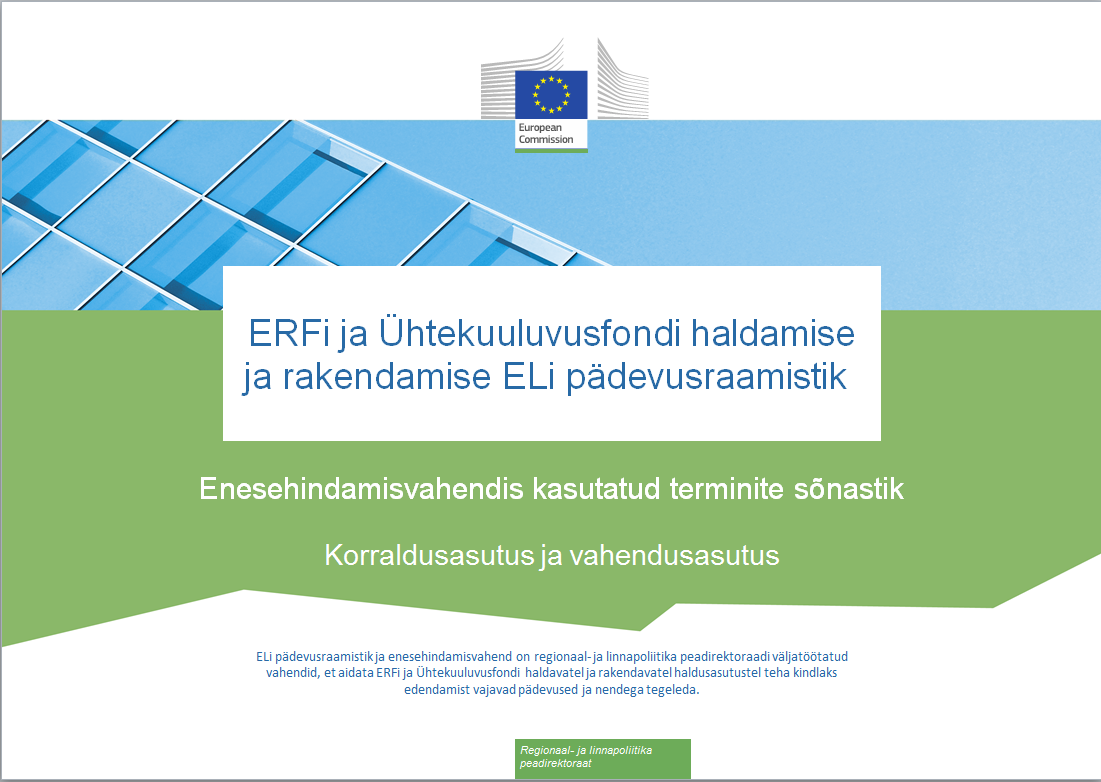 European
Commission
ERFi ja Ühtekuuluvusfondi haldamise
ja rakendamise ELi pädevusraamistik
Enesehindamisvahendis kasutatud terminite sõnastik
Korraldusasutus ja vahendusasutus
ELi pädevusraamistik ja enesehindamisvahend on regionaal- ja linnapoliitika peadirektoraadi väljatöötatud
vahendid, et aidata ERFi ja Ühtekuuluvusfondi haldavatel ja rakendavatel haldusasutustel teha kindlaks
edendamist vajavad pädevused ja nendega tegeleda.
Regionaal- ja linnapoliitika
peadirektoraat